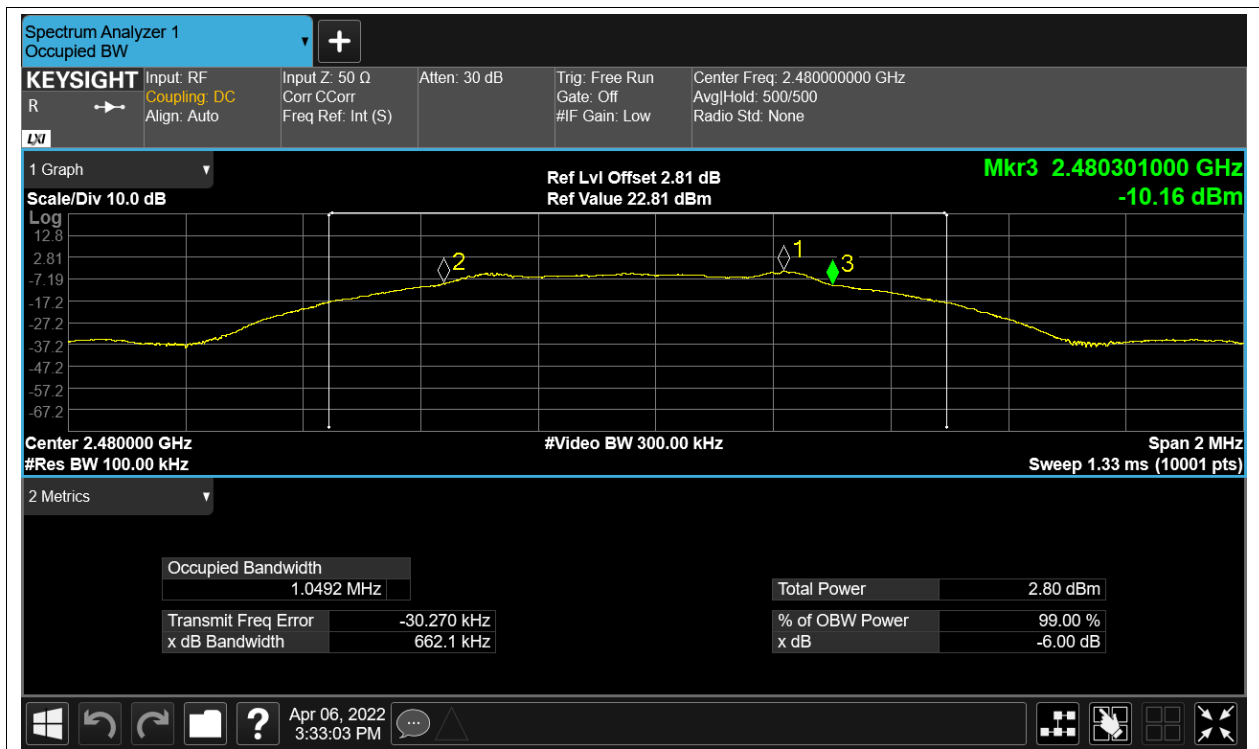 Spectrum Analyzer 1
Occupied BW
KEYSIGHT
R
LXI
Input: RF
Coupling: DC
Align: Auto
Input Z: 50 Ω
Corr CCorr
Freq Ref: Int (S)
Atten: 30 dB
Trig: Free Run
Gate: Off
#IF Gain: Low
Center Freq: 2.480000000 GHz
Avg|Hold: 500/500
Radio Std: None
1 Graph
Scale/Div 10.0 dB
Ref Lvl Offset 2.81 dB
Ref Value 22.81 dBm
Mkr3 2.480301000 GHz
-10.16 dBm
Log
12.8
2.81
-7.19
-17.2
-27.2
-37.2
-47.2
-57.2
-67.2
2
1
3
Center 2.480000 GHz
#Video BW 300.00 kHz
Span 2 MHz
#Res BW 100.00 kHz
Sweep 1.33 ms (10001 pts)
2 Metrics
Occupied Bandwidth
1.0492 MHz
Transmit Freq Error -30.270 kHz
x dB Bandwidth 662.1 kHz
Total Power 2.80 dBm
% of OBW Power 99.00 %
x dB -6.00 dB
?
Apr 06, 2022
3:33:03 PM